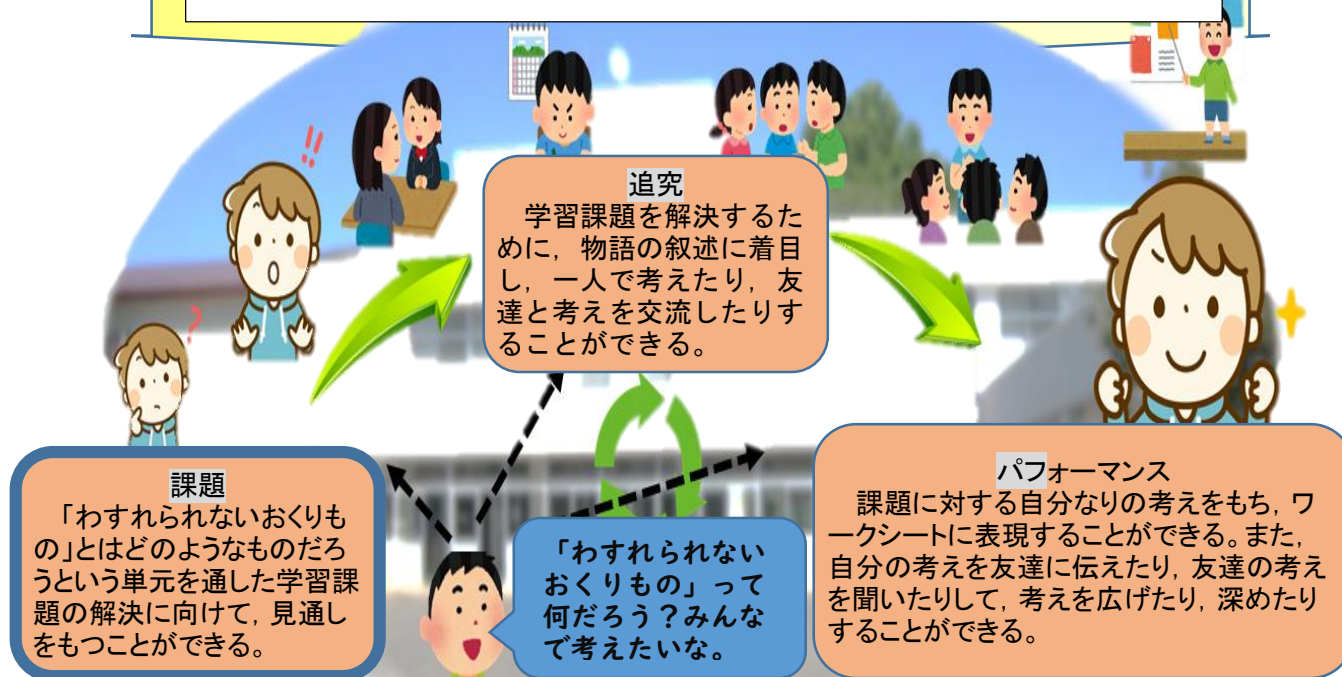 追究
学習課題を解決するた
めに，物語の叙述に着目
し，一人で考えたり，友
達と考えを交流したりす
ることができる。
課題
「わすれられないおくりも
の」とはどのようなものだろ
うという単元を通した学習課
題の解決に向けて，見通し
をもつことができる。
「わすれられない
おくりもの」って
何だろう？みんな
で考えたいな。
パフォーマンス
課題に対する自分なりの考えをもち，ワ
ークシートに表現することができる。また，
自分の考えを友達に伝えたり，友達の考え
を聞いたりして，考えを広げたり，深めたり
することができる。